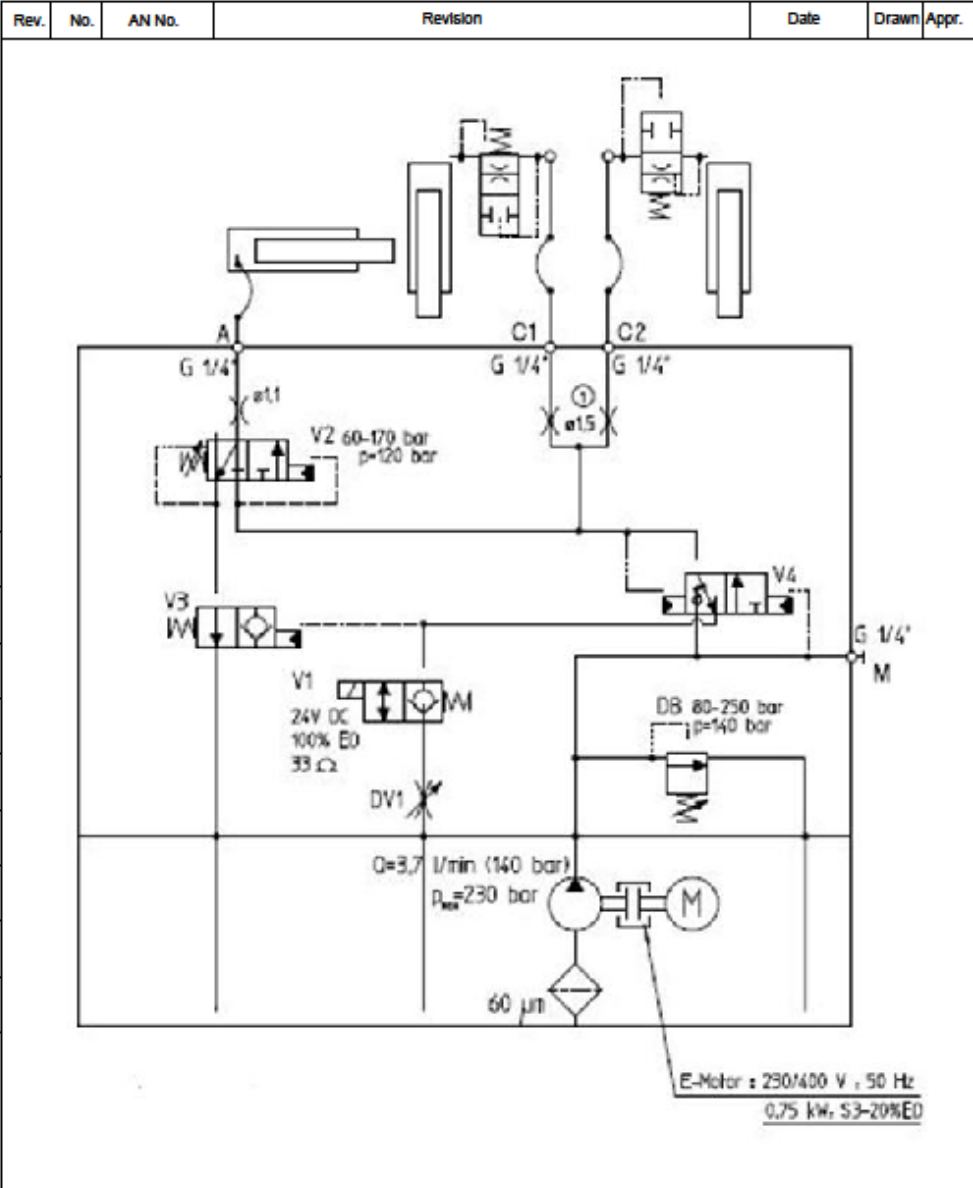 Rev. No. AN No. Revision Date Drawn Appr.
A
C1
C2
G 1/4"
G 1/4"
G 1/4"
ø1,1
1
ø1,5
V2 60-170 bar
p=120 bar
V4
V3
G 1/4"
M
V1
24V DC
100% ED
33 Ω
DB 80-250 bar
p=140 bar
DV1
Q=3,7 l/min (140 bar)
=230 bar
M
60 µm
E-Motor : 230/400 V , 50 Hz
0,75 kW, S3-20%ED